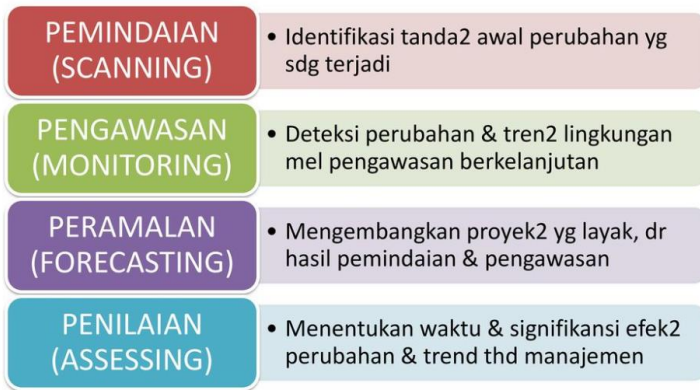 PEMINDAIAN
(SCANNING)
• Identifikasi tanda2 awal perubahan yg
sdg terjadi
PENGAWASAN
(MONITORING)
• Deteksi perubahan & tren2 lingkungan
mel pengawasan berkelanjutan
PERAMALAN
(FORECASTING)
• Mengembangkan proyek2 yg layak, dr
hasil pemindaian & pengawasan
PENILAIAN
(ASSESSING)
• Menentukan waktu & signifikansi efek2
perubahan & trend thd manajemen